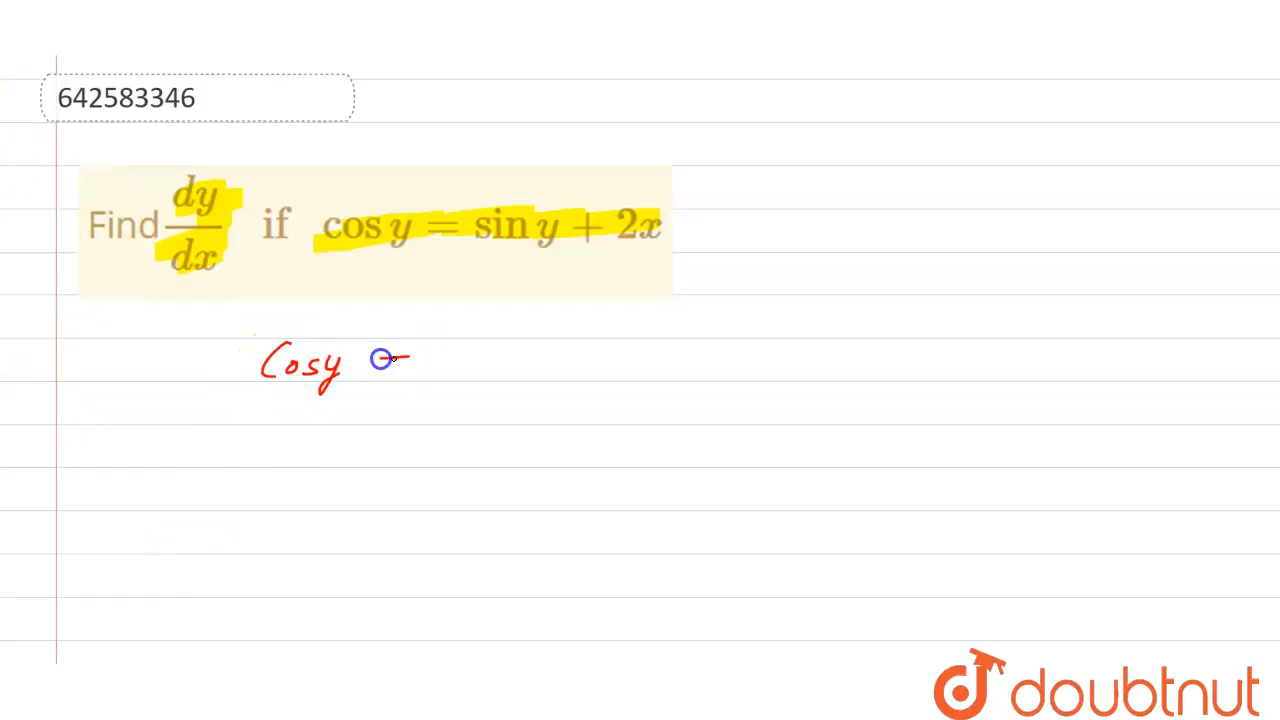 642583346
Find dy/dx if cos y = sin y + 2x
Cosy =
doubtnut